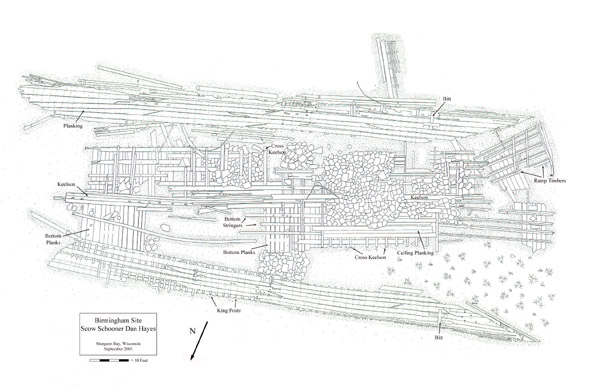 Bitt
Planking
Cross
Keelson
Ramp Timbers
Keelson
Keelson
Bottom
Stringers
Bottom
Planks
Bottom Planks
Ceiling Planking
Cross Keelson
King Posts
Bitt
N
Birmingham Site
Scow Schooner Dan Hayes
Sturgeon Bay, Wisconsin
September 2001
= 10 Feet